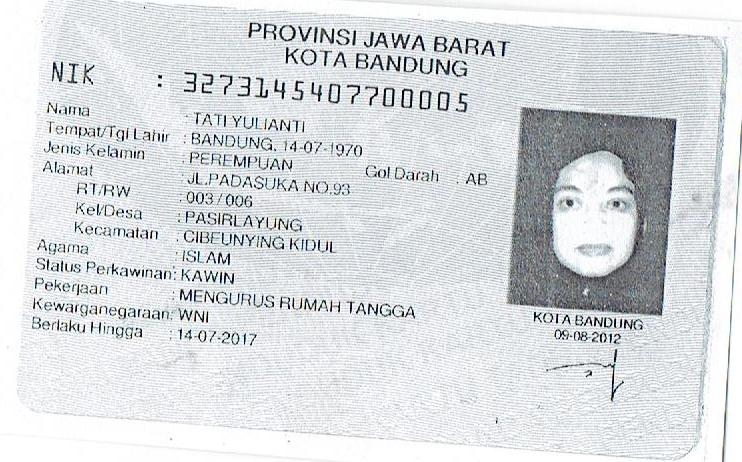 PROVINSI JAWA BARAT
KOTA BANDUNG
NIK : 3273145407700005
Nama : TATI YULIANTI
Tempat/Tgl Lahir : BANDUNG, 14-07-1970
Jenis Kelamin : PEREMPUAN Gol Darah : AB
Alamat : JL.PADASUKA NO.93
RT/RW : 003 / 006
Kel/Desa : PASIRLAYUNG
Kecamatan : CIBEUNYING KIDUL
Agama : ISLAM
Status Perkawinan: KAWIN
Pekerjaan : MENGURUS RUMAH TANGGA
Kewarganegaraan: WNI
Berlaku Hingga : 14-07-2017
KOTA BANDUNG
09-08-2012